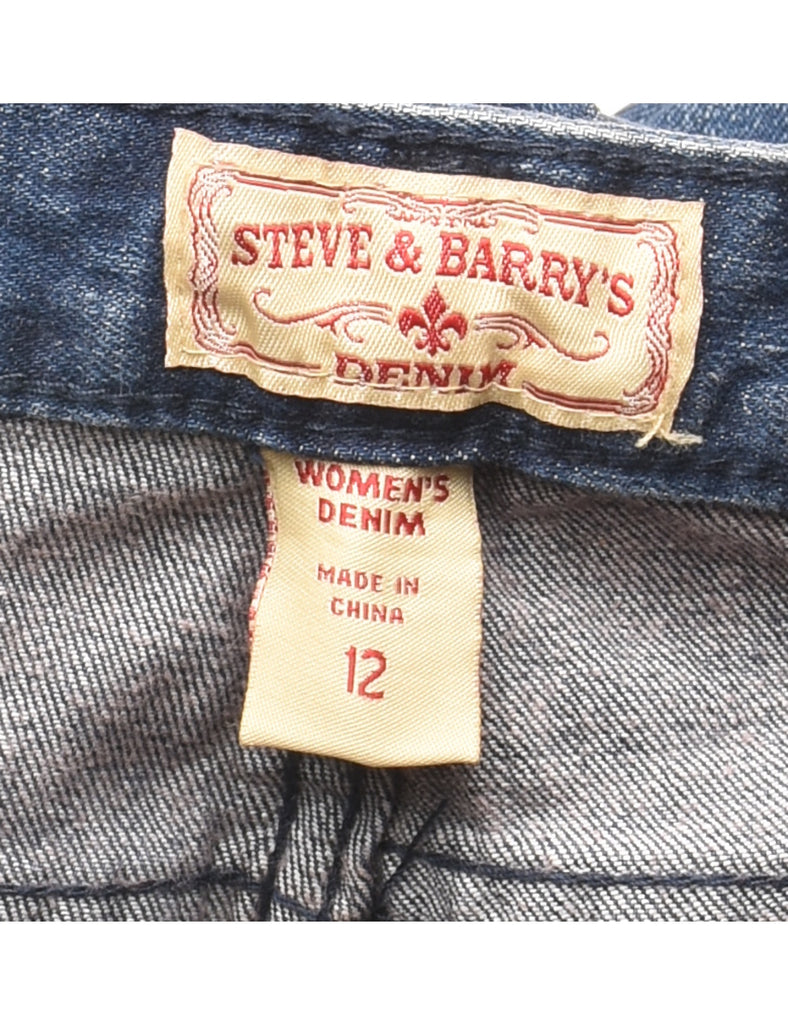 STEVE & BARRY'S
DENIM
WOMEN'S
DENIM
MADE IN
CHINA
12